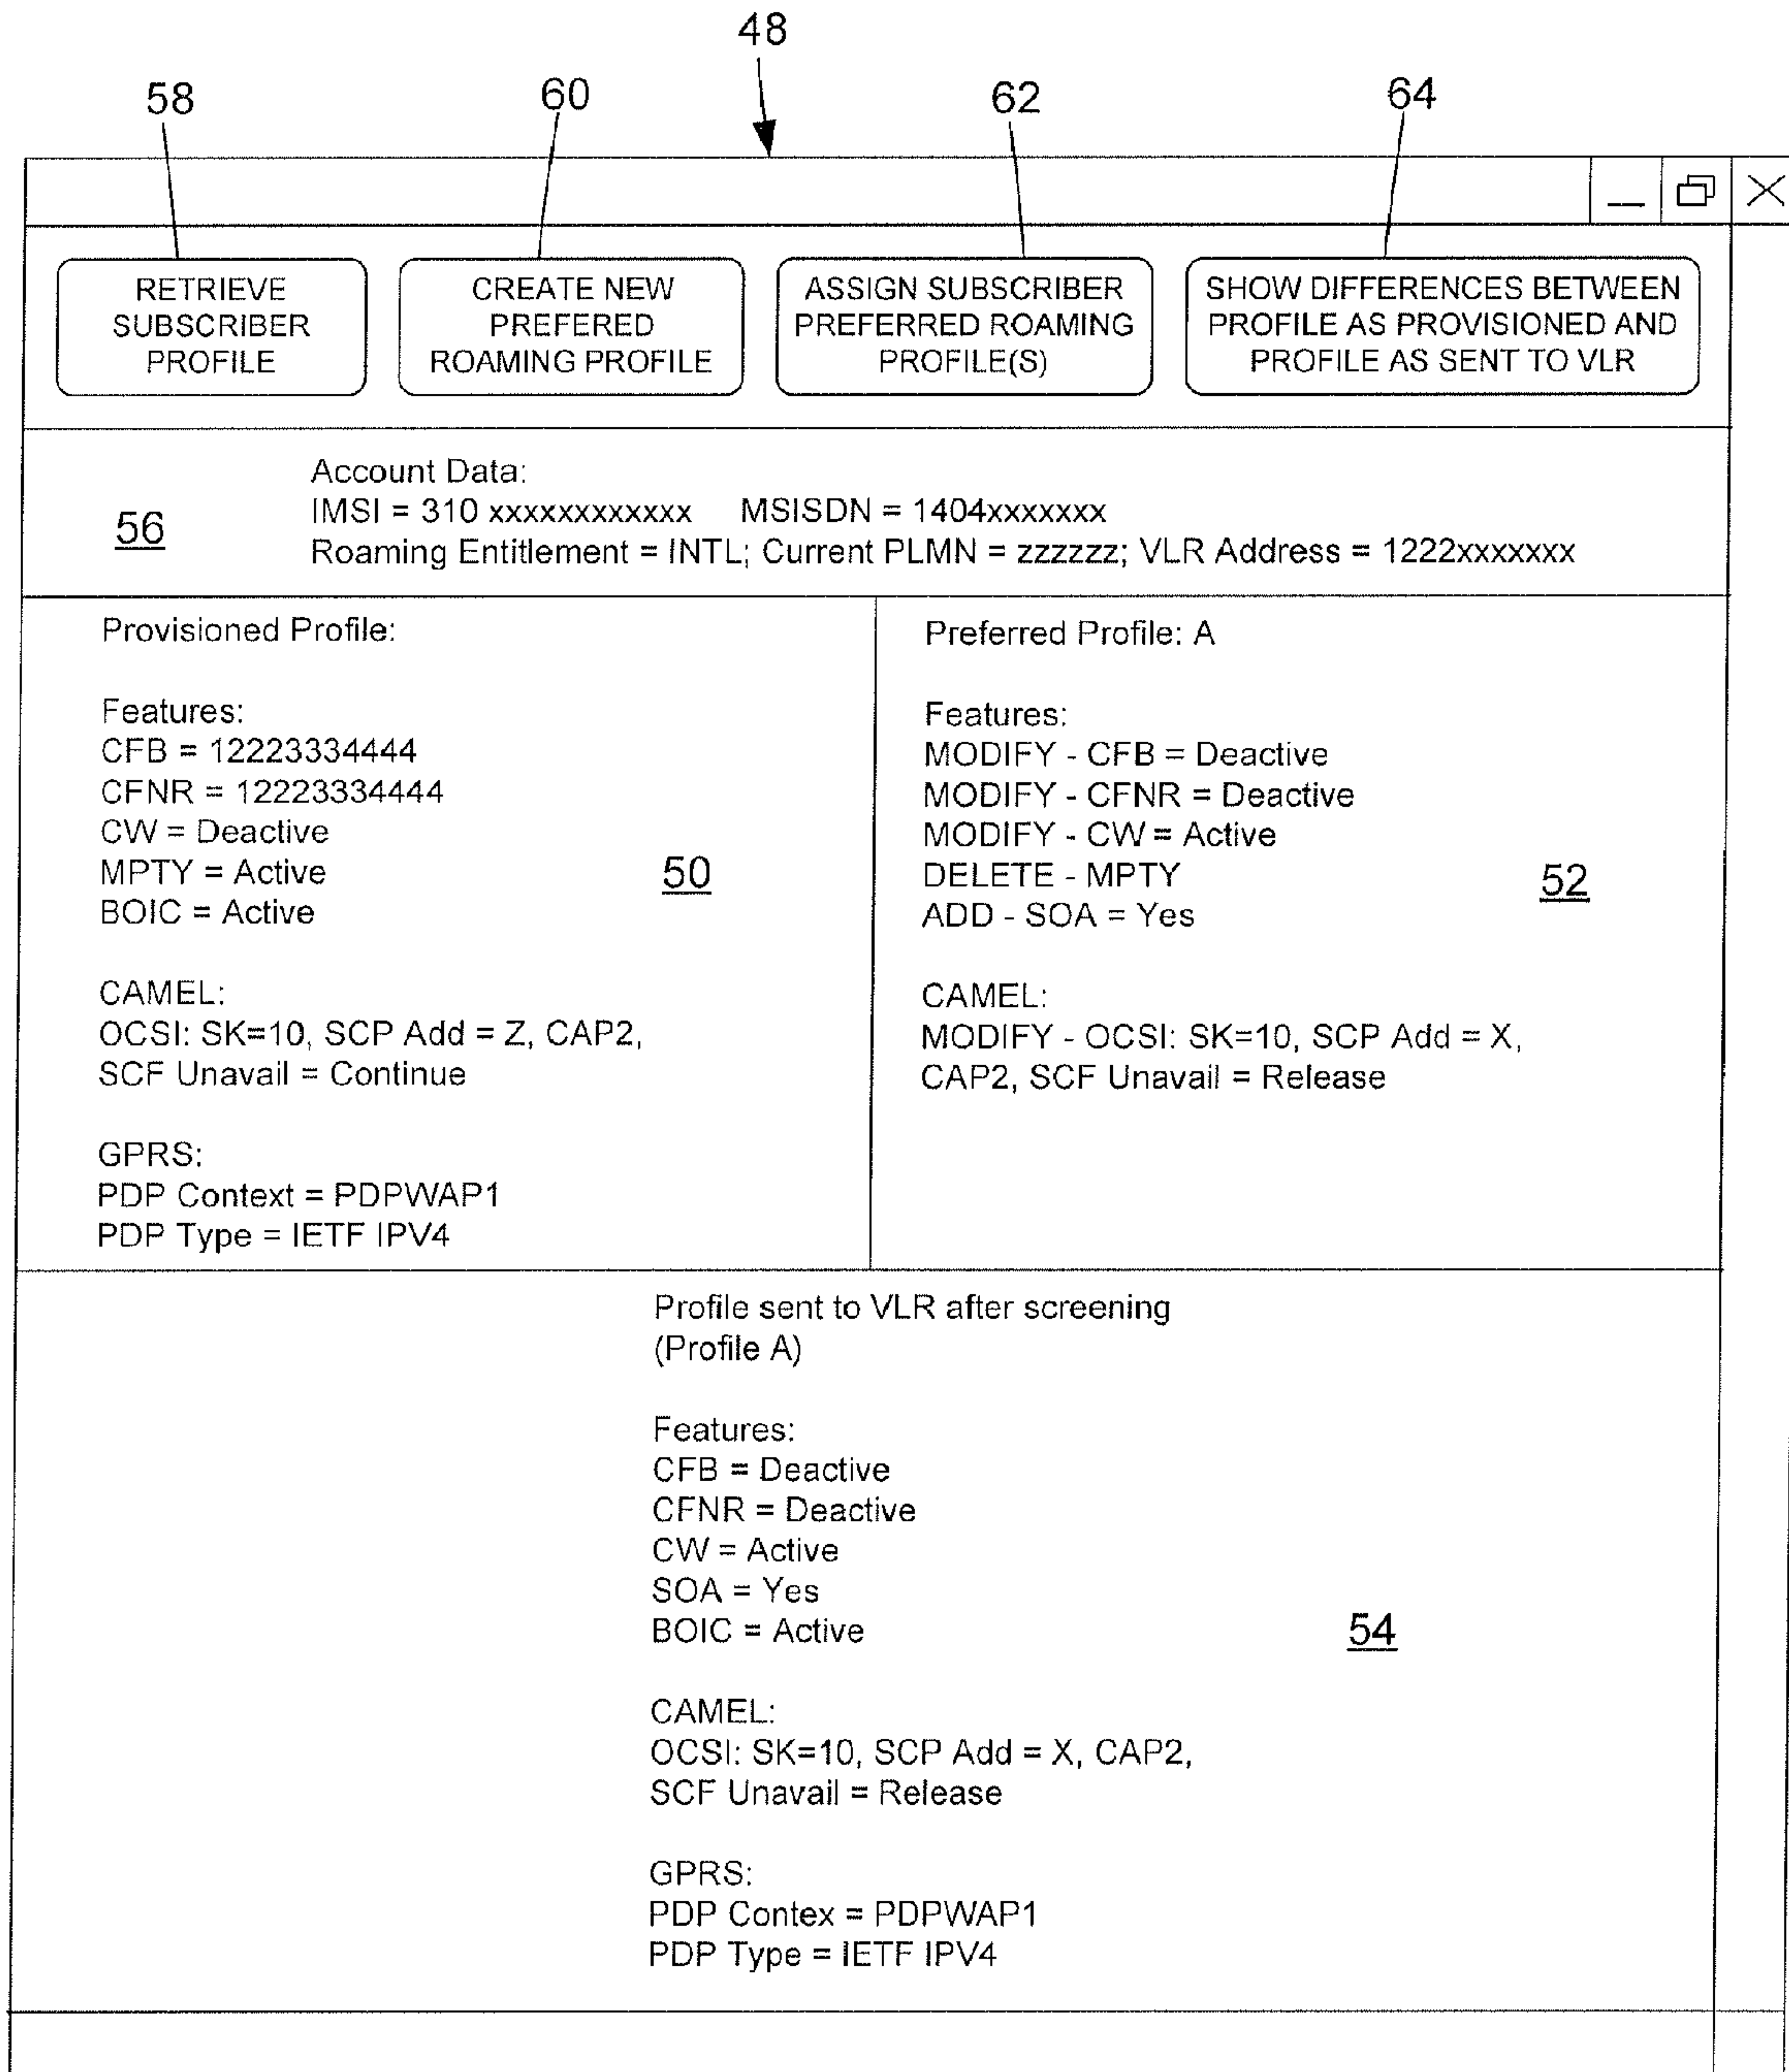 48
58
60
62
64
RETRIEVE
SUBSCRIBER
PROFILE
CREATE NEW
PREFERED
ROAMING PROFILE
ASSIGN SUBSCRIBER
PREFERRED ROAMING
PROFILE(S)
SHOW DIFFERENCES BETWEEN
PROFILE AS PROVISIONED AND
PROFILE AS SENT TO VLR
56
Account Data:
IMSI = 310 xxxxxxxxxxxx MSISDN = 1404xxxxxxx
Roaming Entitlement = INTL; Current PLMN = zzzzzz; VLR Address = 1222xxxxxxx
Provisioned Profile:
Features:
CFB = 12223334444
CFNR = 12223334444
CW = Deactive
MPTY = Active
BOIC = Active
50
CAMEL:
OCSI: SK=10, SCP Add = Z, CAP2,
SCF Unavail = Continue
GPRS:
PDP Context = PDPWAP1
PDP Type = IETF IPV4
Preferred Profile: A
Features:
MODIFY - CFB = Deactive
MODIFY - CFNR = Deactive
MODIFY - CW = Active
DELETE - MPTY
ADD - SOA = Yes
52
CAMEL:
MODIFY - OCSI: SK=10, SCP Add = X,
CAP2, SCF Unavail = Release
Profile sent to VLR after screening
(Profile A)
Features:
CFB = Deactive
CFNR = Deactive
CW = Active
SOA = Yes
BOIC = Active
54
CAMEL:
OCSI: SK=10, SCP Add = X, CAP2,
SCF Unavail = Release
GPRS:
PDP Contex = PDPWAP1
PDP Type = IETF IPV4